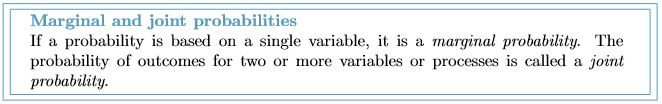 Marginal and joint probabilities
If a probability is based on a single variable, it is a marginal probability. The
probability of outcomes for two or more variables or processes is called a joint
probability.